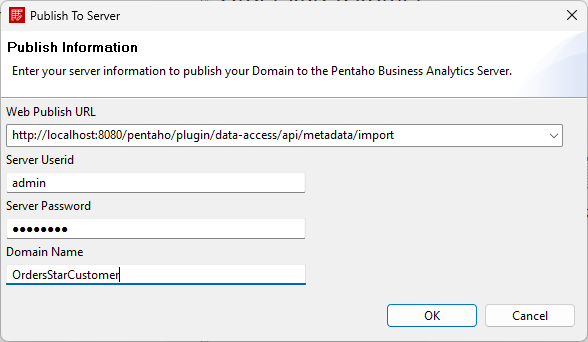 Publish To Server
Publish Information
Enter your server information to publish your Domain to the Pentaho Business Analytics Server.
Web Publish URL
http://localhost:8080/pentaho/plugin/data-access/api/metadata/import
Server Userid
admin
Server Password
●●●●●●●●
Domain Name
OrdersStarCustomer
OK
Cancel